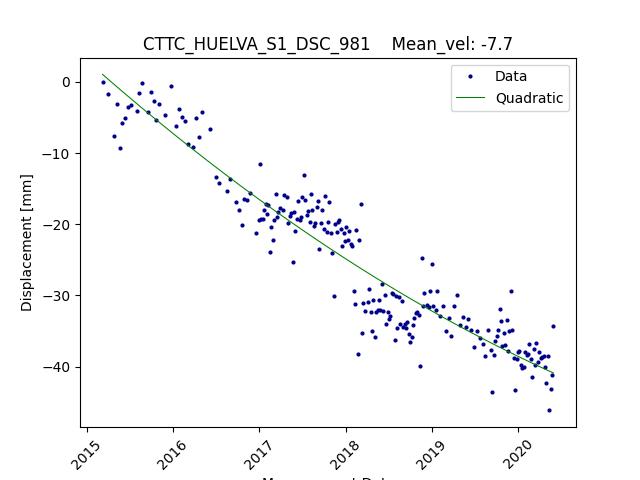 CTTC_HUELVA_S1_DSC_981    Mean_vel: -7.7
Data
Quadratic
Displacement [mm]
0
−10
−20
−30
−40
2015
2016
2017
2018
2019
2020